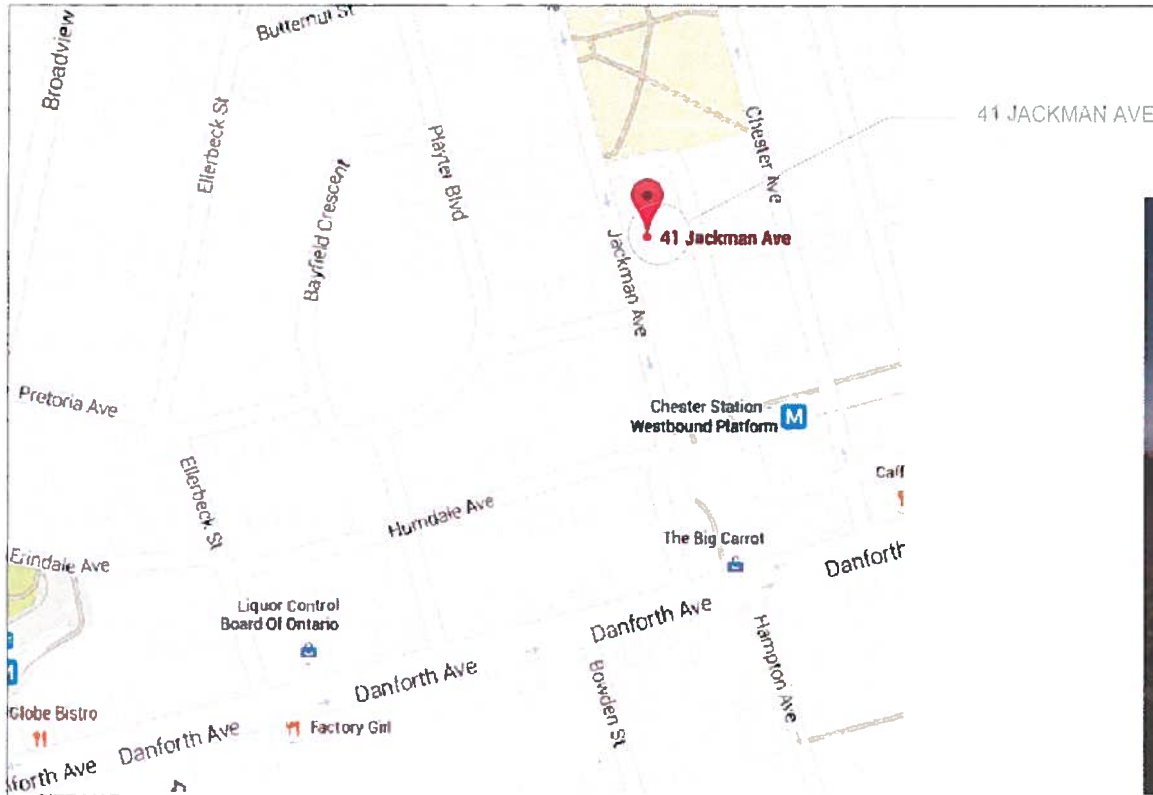 Butternut St
Broadview
Ellerbeck St
Bayfield Crescent
Playter Blvd
Chester Ave
41 JACKMAN AVE
41 Jackman Ave
Jackman Ave
Pretoria Ave
Chester Station -
Westbound Platform
M
Ellerbeck St
Hurndale Ave
Caff
The Big Carrot
Erindale Ave
Danforth
Liquor Control
Board Of Ontario
Danforth Ave
Hampton Ave
Danforth Ave
Bowden St
Globe Bistro
Factory Girl
Danforth Ave
forth Ave